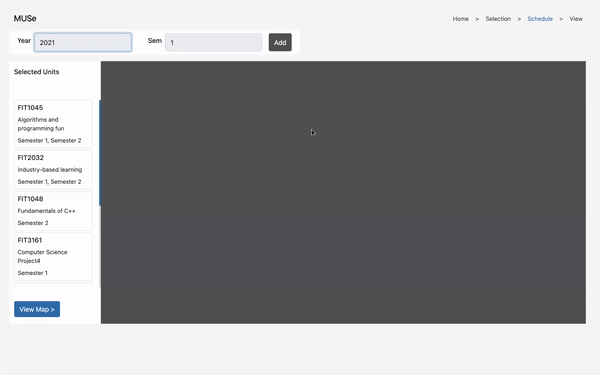 MUSe
Home > Selection > Schedule > View
Year 2021 Sem 1 Add
Selected Units
FIT1045
Algorithms and
programming fun
Semester 1, Semester 2
FIT2032
Industry-based learning
Semester 1, Semester 2
FIT1048
Fundamentals of C++
Semester 2
FIT3161
Computer Science
Project4
Semester 1
View Map >